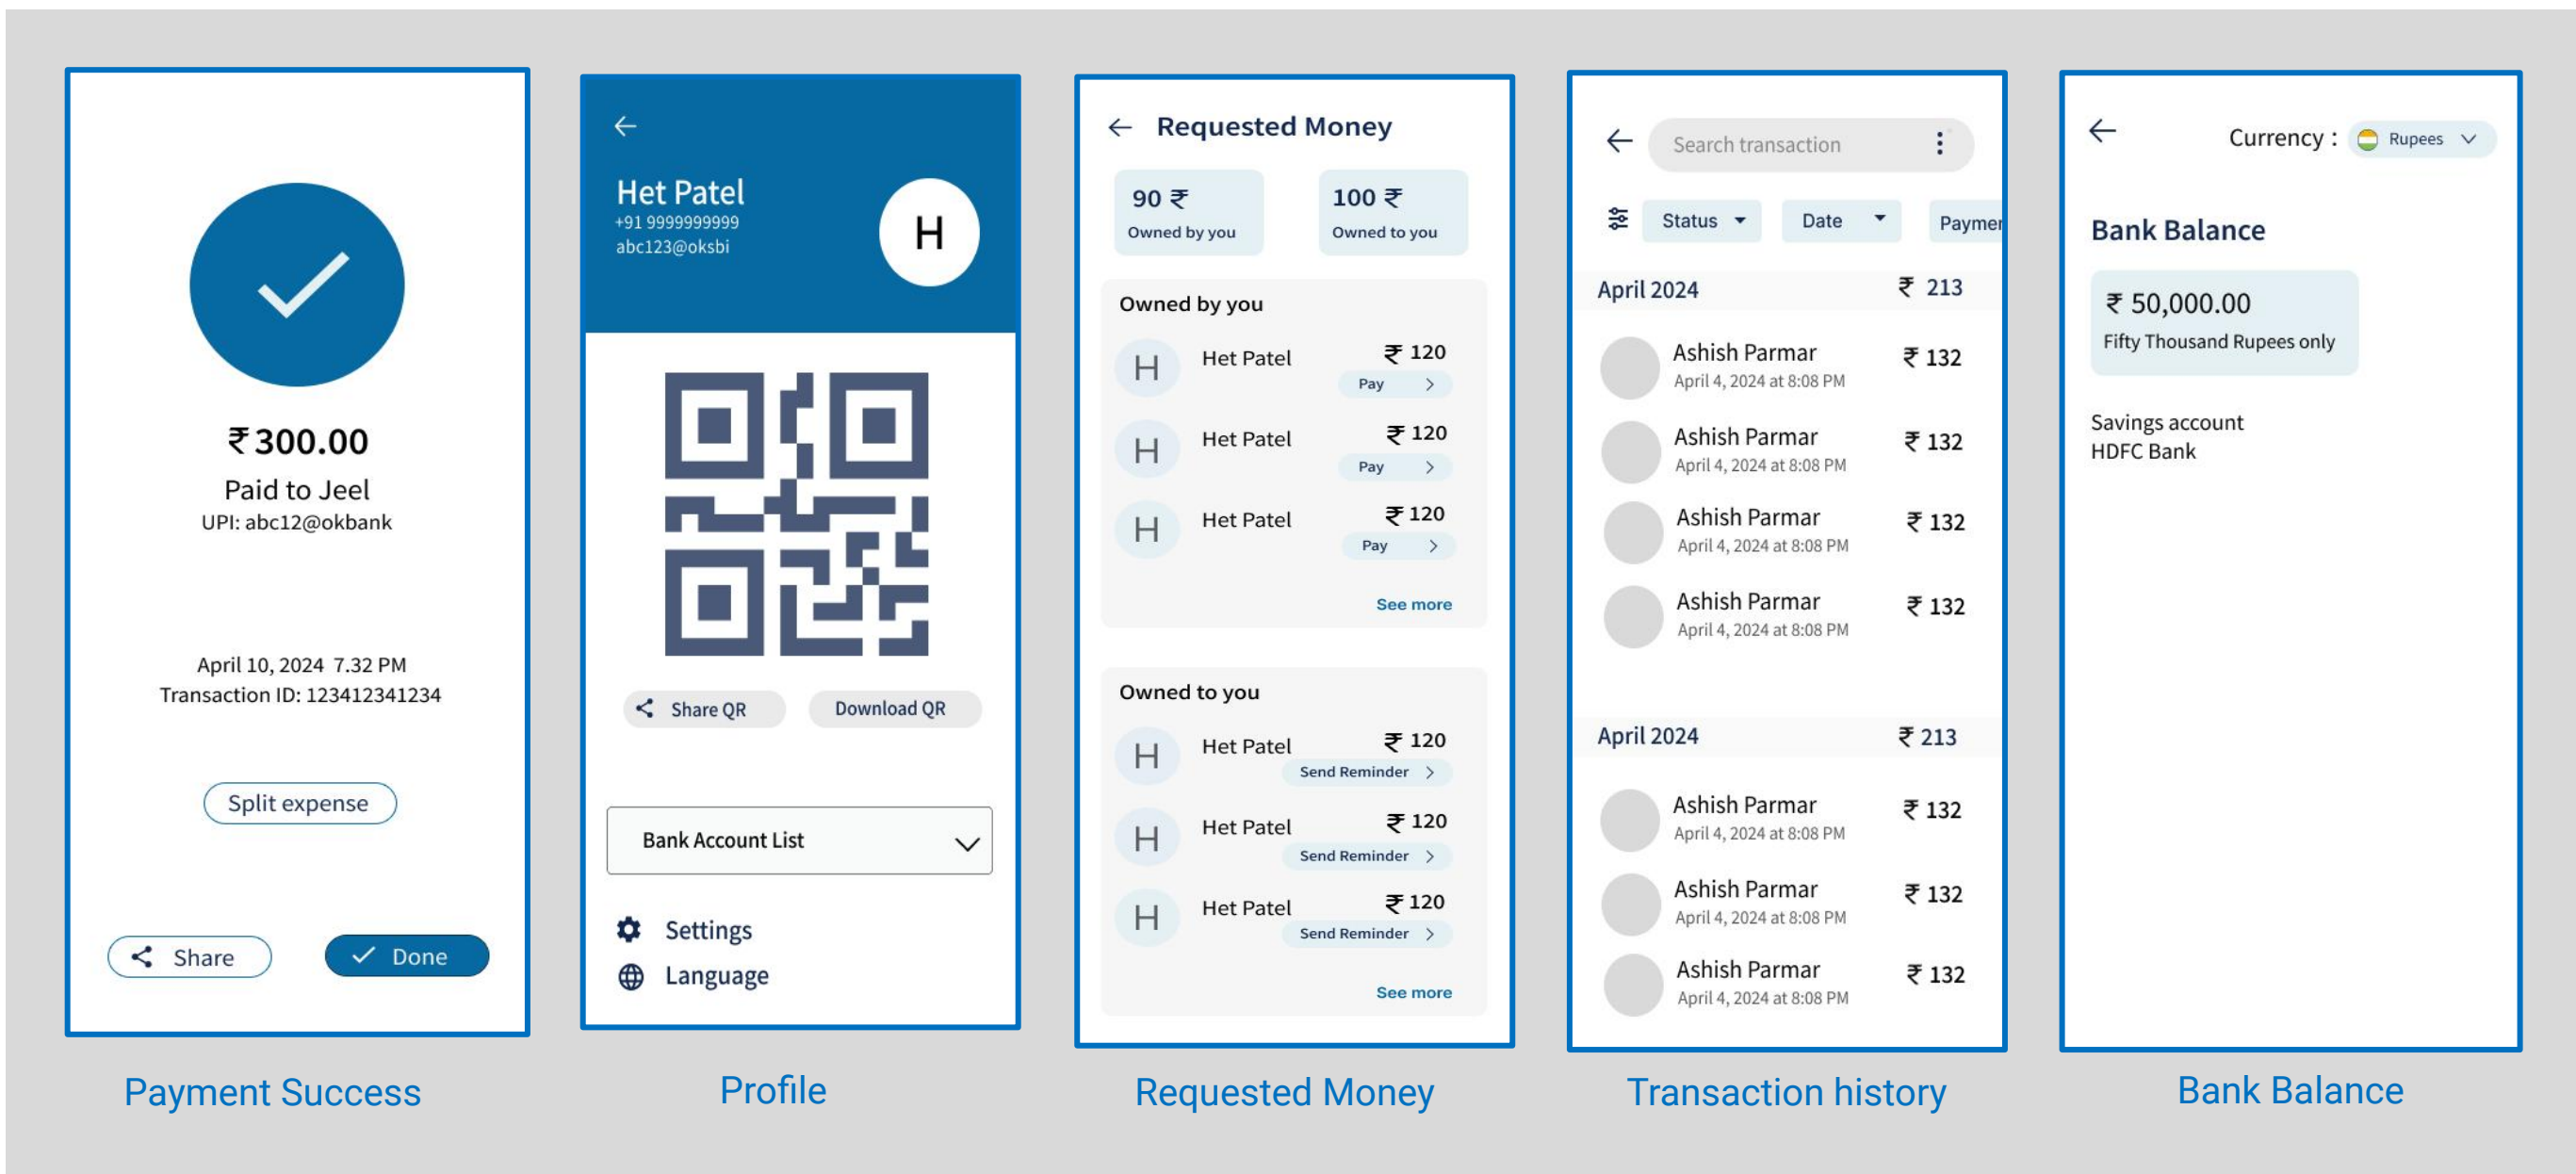 ₹ 300.00
Paid to Jeel
UPI: abc12@okbank
April 10, 2024 7.32 PM
Transaction ID: 123412341234
Split expense
Share
Done
Payment Success
Het Patel
+91 9999999999
abc123@oksbi
H
Share QR
Download QR
Bank Account List
Settings
Language
Profile
Requested Money
90 ₹
Owned by you
100 ₹
Owned to you
Owned by you
H Het Patel ₹ 120
Pay
H Het Patel ₹ 120
Pay
H Het Patel ₹ 120
Pay
See more
Owned to you
H Het Patel ₹ 120
Send Reminder
H Het Patel ₹ 120
Send Reminder
H Het Patel ₹ 120
Send Reminder
See more
Requested Money
Search transaction
Status Date Paymer
April 2024 ₹ 213
Ashish Parmar ₹ 132
April 4, 2024 at 8:08 PM
Ashish Parmar ₹ 132
April 4, 2024 at 8:08 PM
Ashish Parmar ₹ 132
April 4, 2024 at 8:08 PM
Ashish Parmar ₹ 132
April 4, 2024 at 8:08 PM
April 2024 ₹ 213
Ashish Parmar ₹ 132
April 4, 2024 at 8:08 PM
Ashish Parmar ₹ 132
April 4, 2024 at 8:08 PM
Ashish Parmar ₹ 132
April 4, 2024 at 8:08 PM
Transaction history
Currency : Rupees
Bank Balance
₹ 50,000.00
Fifty Thousand Rupees only
Savings account
HDFC Bank
Bank Balance